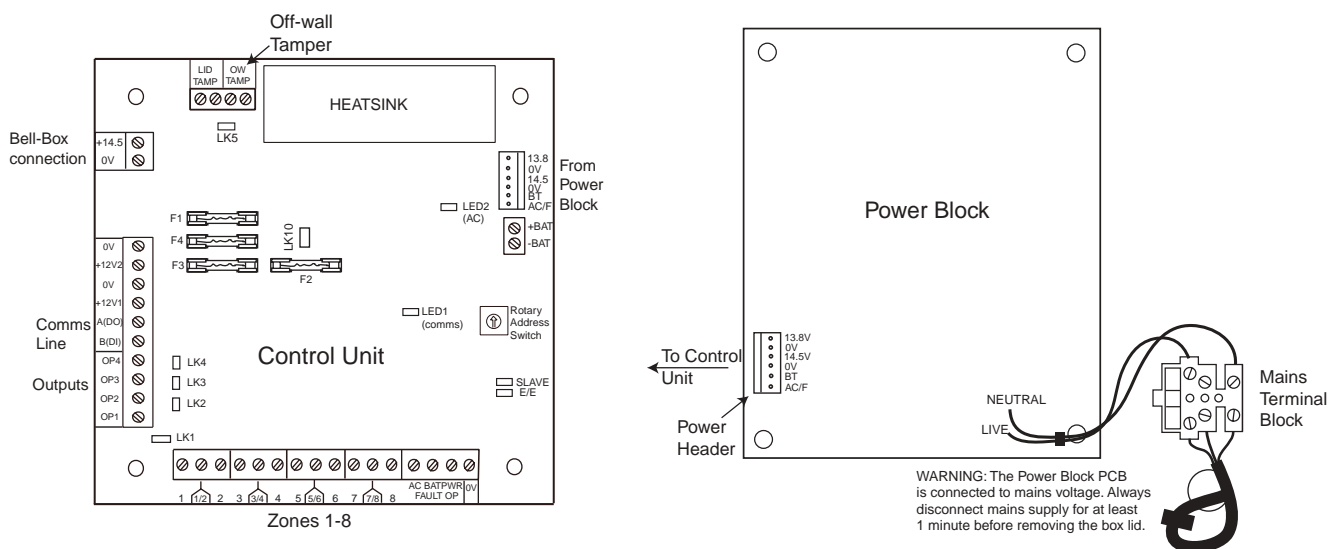 Off-wall
Tamper
LID
TAMP
OW
TAMP
HEATSINK
LK5
Bell-Box
connection
+14.5
0V
13.8
0V
14.5
0V
BT
AC/F
From
Power
Block
LED2
(AC)
+BAT
-BAT
F1
F4
F3
LK10
F2
0V
+12V2
0V
+12V1
A(DO)
B(DI)
OP4
OP3
OP2
OP1
Comms
Line
Outputs
LED1
(comms)
Rotary
Address
Switch
Control Unit
LK4
LK3
LK2
LK1
SLAVE
E/E
1 1/2 2 3 3/4 4 5 5/6 6 7 7/8 8
AC BATPWR
FAULT OP
0V
Zones 1-8
Power Block
13.8V
0V
14.5V
0V
BT
AC/F
To Control
Unit
Power
Header
NEUTRAL
LIVE
Mains
Terminal
Block
WARNING: The Power Block PCB
is connected to mains voltage. Always
disconnect mains supply for at least
1 minute before removing the box lid.